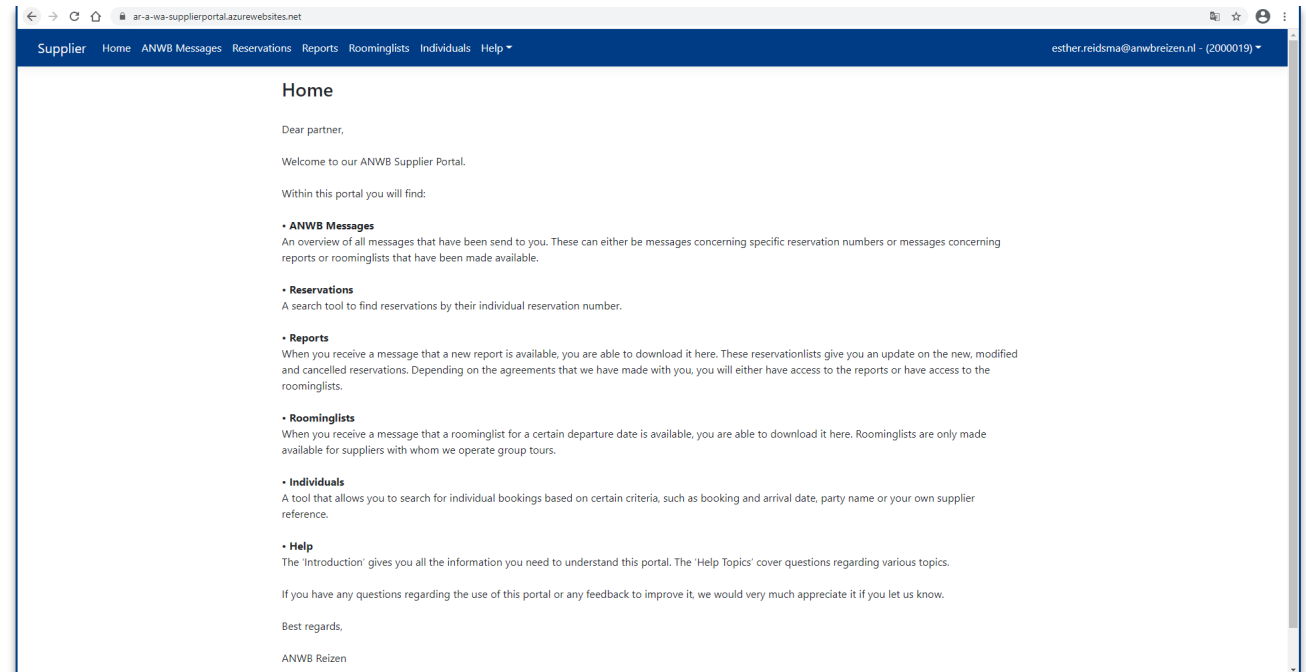 ar-a-wa-supplierportal.azurewebsites.net
Supplier Home ANWB Messages Reservations Reports Roominglists Individuals Help esther.reidsma@anwbreizen.nl - (2000019)
Home
Dear partner,
Welcome to our ANWB Supplier Portal.
Within this portal you will find:
• ANWB Messages
An overview of all messages that have been send to you. These can either be messages concerning specific reservation numbers or messages concerning
reports or roominglists that have been made available.
• Reservations
A search tool to find reservations by their individual reservation number.
• Reports
When you receive a message that a new report is available, you are able to download it here. These reservationlists give you an update on the new, modified
and cancelled reservations. Depending on the agreements that we have made with you, you will either have access to the reports or have access to the
roominglists.
• Roominglists
When you receive a message that a roominglist for a certain departure date is available, you are able to download it here. Roominglists are only made
available for suppliers with whom we operate group tours.
• Individuals
A tool that allows you to search for individual bookings based on certain criteria, such as booking and arrival date, party name or your own supplier
reference.
• Help
The 'Introduction' gives you all the information you need to understand this portal. The 'Help Topics' cover questions regarding various topics.
If you have any questions regarding the use of this portal or any feedback to improve it, we would very much appreciate it if you let us know.
Best regards,
ANWB Reizen